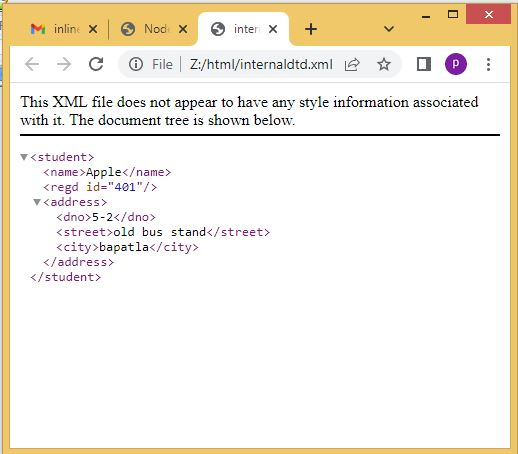 inline
Node
inter
File
Z:/html/internaldtd.xml
p
This XML file does not appear to have any style information associated
with it. The document tree is shown below.
<student>
<name>Apple</name>
<regd id="401"/>
<address>
<dno>5-2</dno>
<street>old bus stand</street>
<city>bapatla</city>
</address>
</student>